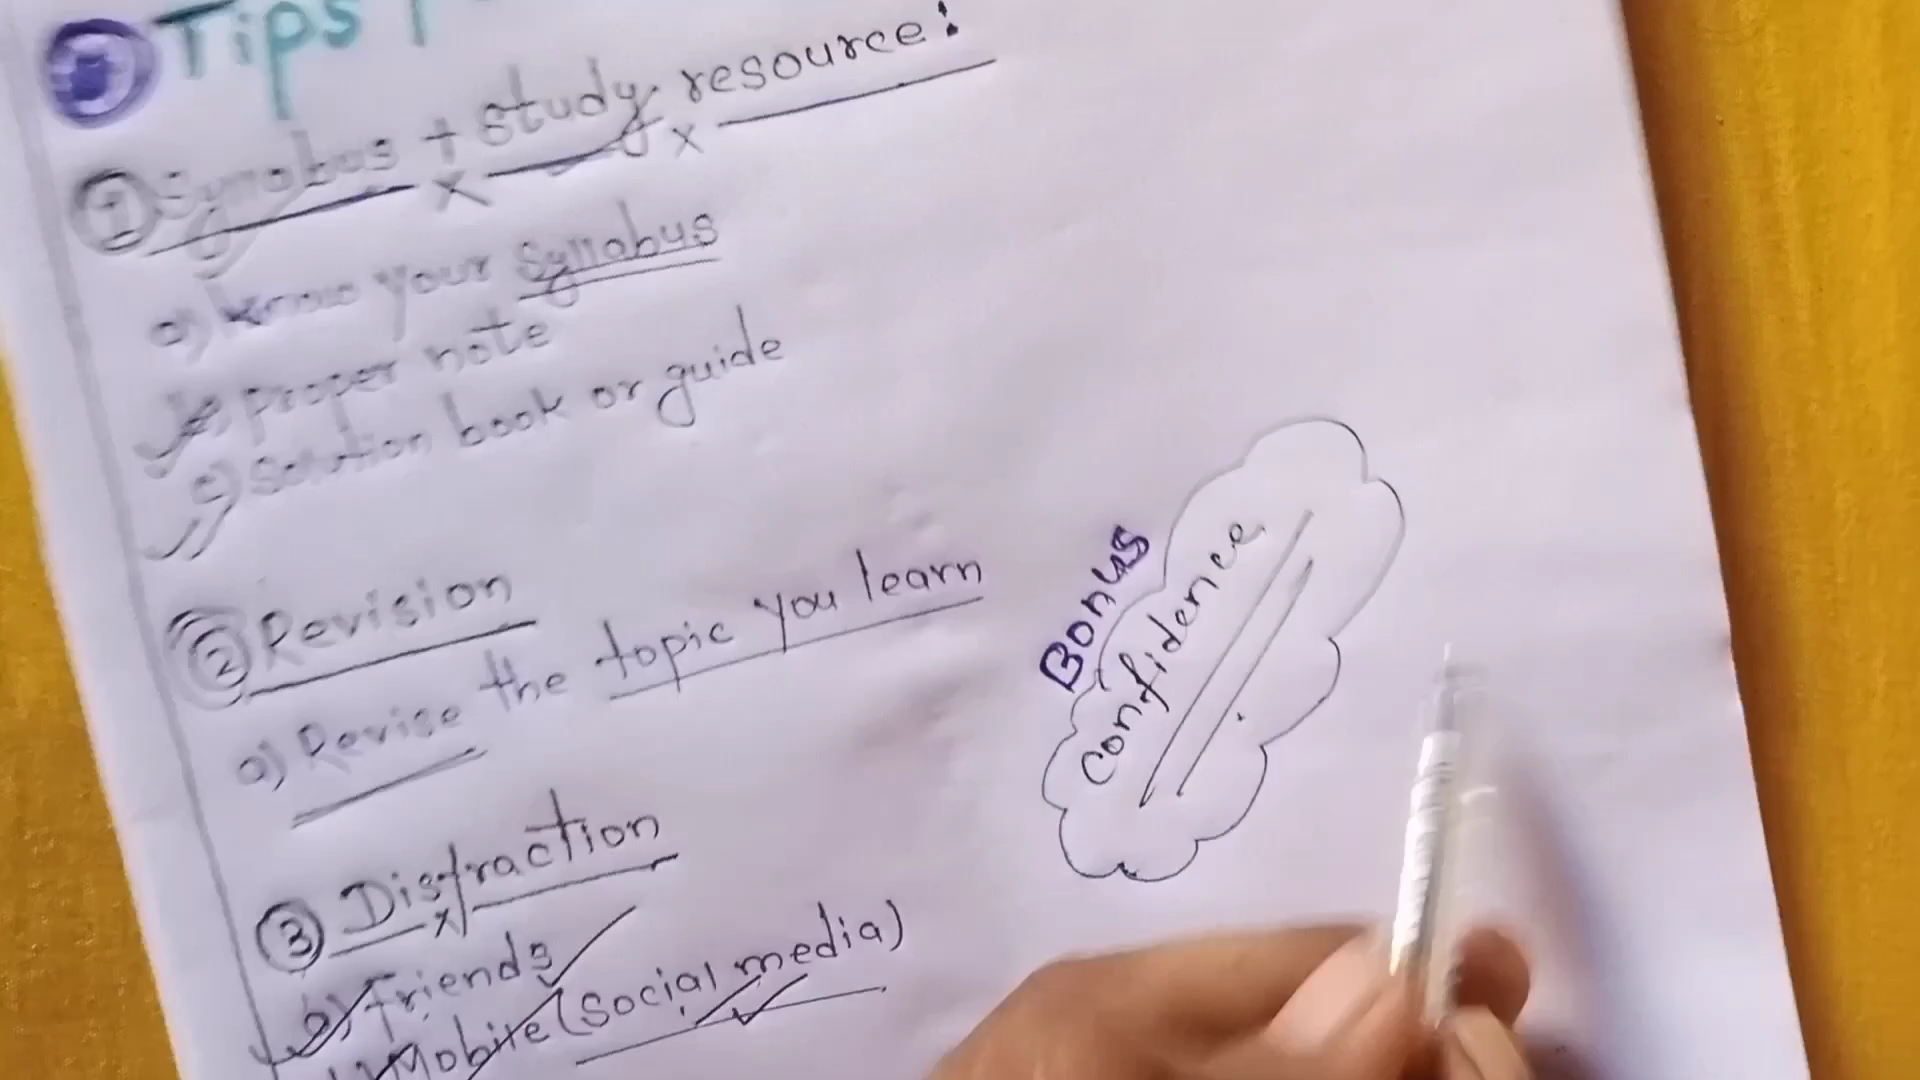 Tips
① Syllabus + study resource:
a) know your syllabus
b) Proper note
c) Solution book or guide
② Revision
a) Revise the topic you learn
③ Distraction
a) friends
b) Mobile (Social media)
Bonus
Confidence